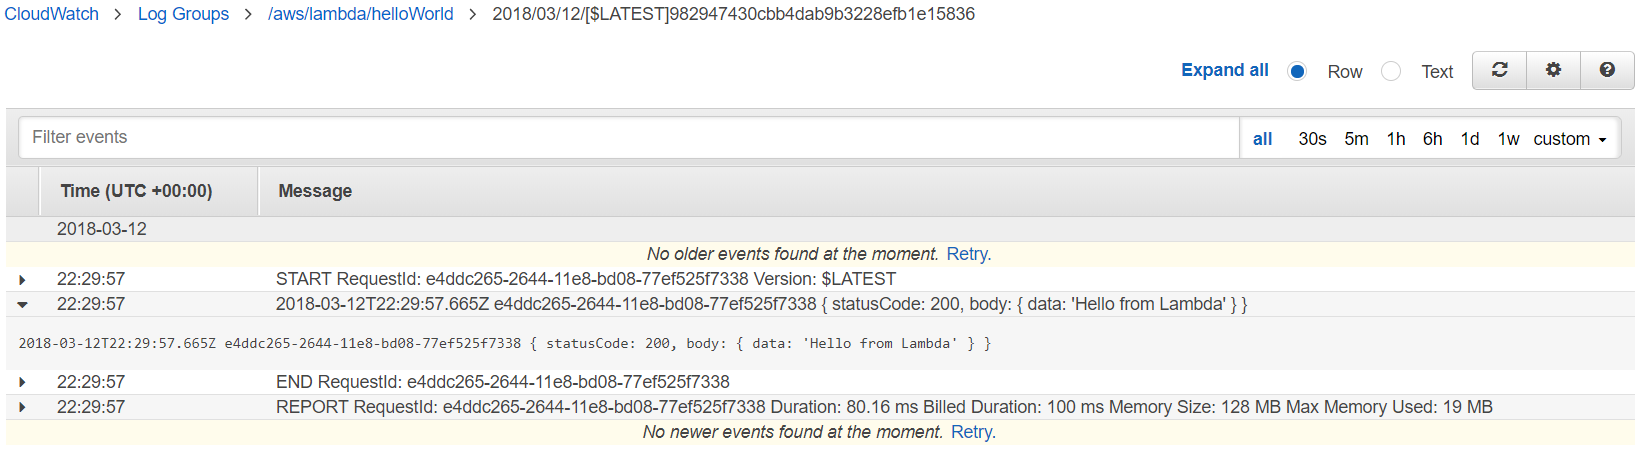 CloudWatch > Log Groups > /aws/lambda/helloWorld > 2018/03/12/[$LATEST]982947430cbb4dab9b3228efb1e15836
Expand all Row Text
Filter events all 30s 5m 1h 6h 1d 1w custom
Time (UTC +00:00) Message
2018-03-12
No older events found at the moment. Retry.
22:29:57 START RequestId: e4ddc265-2644-11e8-bd08-77ef525f7338 Version: $LATEST
22:29:57 2018-03-12T22:29:57.665Z e4ddc265-2644-11e8-bd08-77ef525f7338 { statusCode: 200, body: { data: 'Hello from Lambda' } }
2018-03-12T22:29:57.665Z e4ddc265-2644-11e8-bd08-77ef525f7338 { statusCode: 200, body: { data: 'Hello from Lambda' } }
22:29:57 END RequestId: e4ddc265-2644-11e8-bd08-77ef525f7338
22:29:57 REPORT RequestId: e4ddc265-2644-11e8-bd08-77ef525f7338 Duration: 80.16 ms Billed Duration: 100 ms Memory Size: 128 MB Max Memory Used: 19 MB
No newer events found at the moment. Retry.